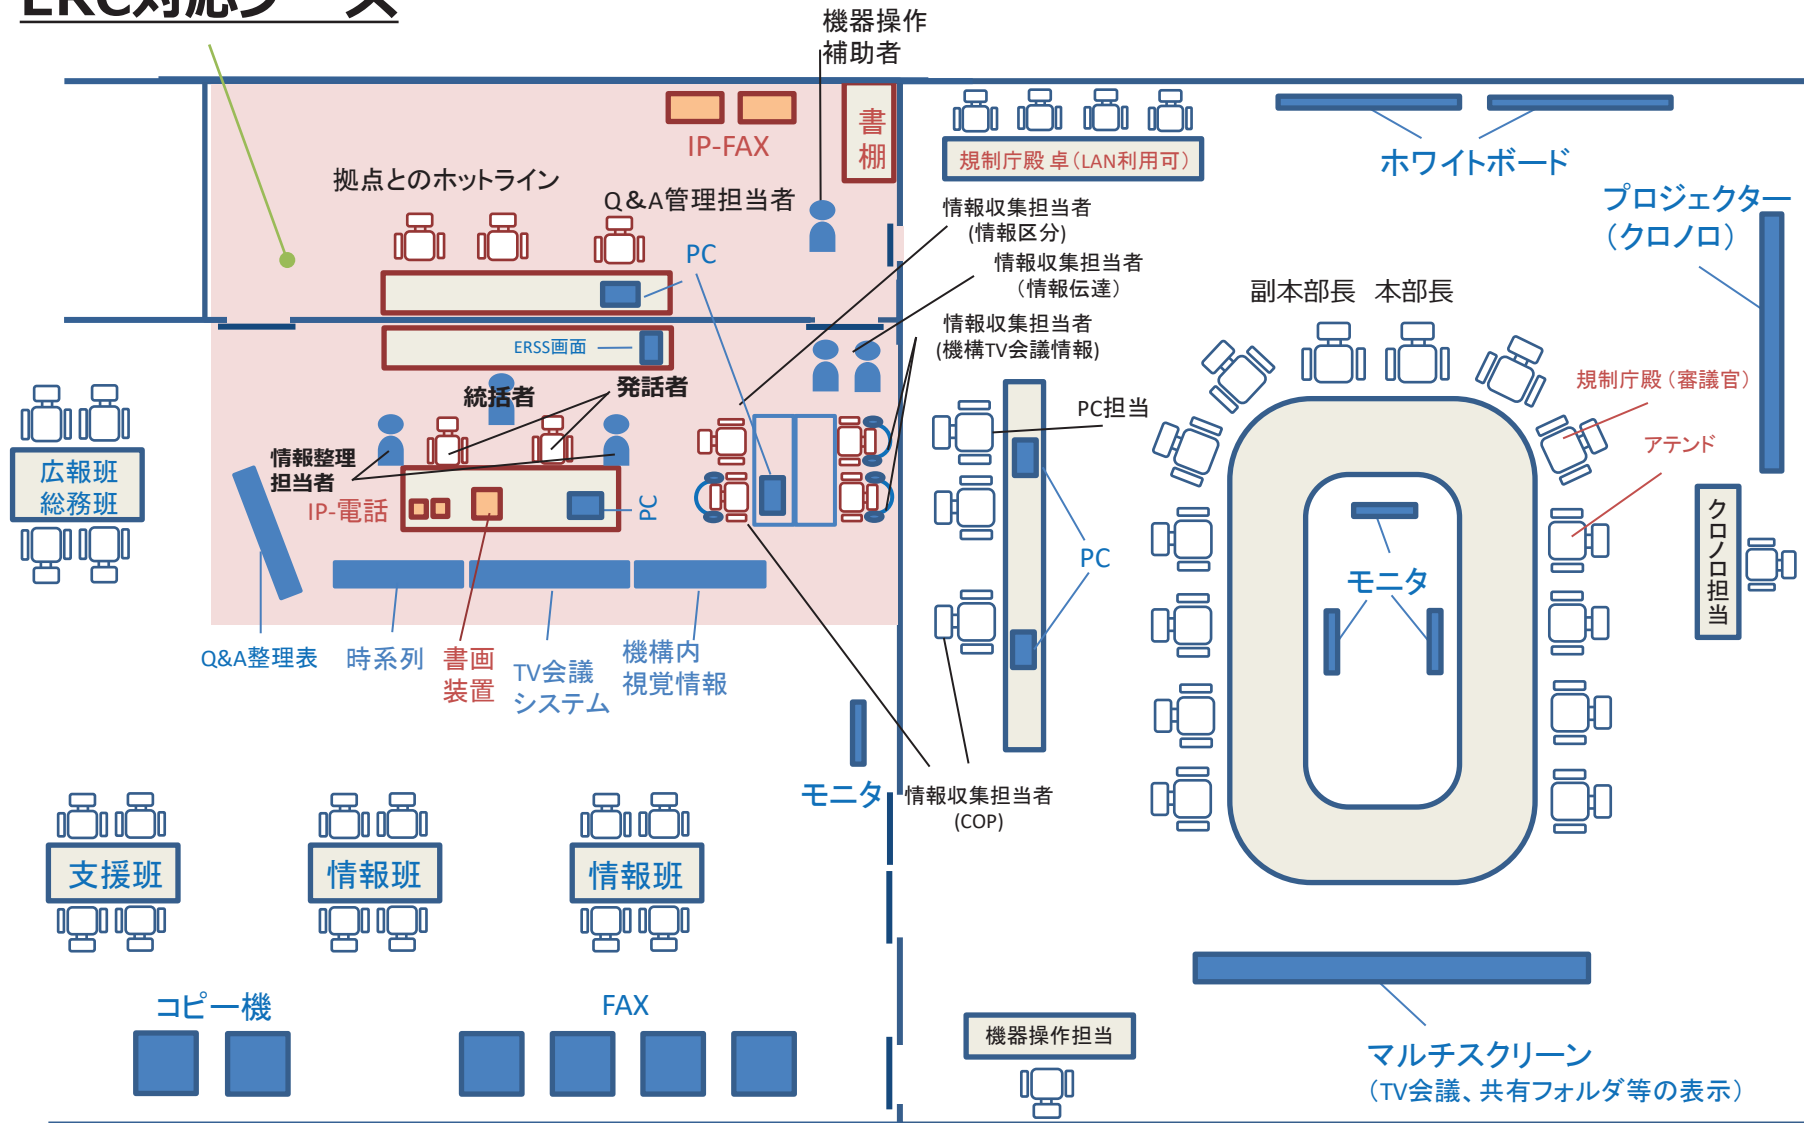 ERC対応ブース
機器操作
補助者
IP-FAX
書
棚
拠点とのホットライン
Q&A管理担当者
PC
規制庁殿 卓（LAN利用可）
ホワイトボード
プロジェクター
（クロノロ）
情報収集担当者
(情報区分)
情報収集担当者
（情報伝達）
情報収集担当者
(機構TV会議情報)
副本部長
本部長
ERSS画面
統括者
発話者
規制庁殿（審議官）
アテンド
PC担当
広報班
総務班
情報整理
担当者
IP-電話
PC
クロノロ担当
PC
モニタ
Q&A整理表
時系列
書画
装置
TV会議
システム
機構内
視覚情報
モニタ
情報収集担当者
(COP)
支援班
情報班
情報班
コピー機
FAX
機器操作担当
マルチスクリーン
（TV会議、共有フォルダ等の表示）